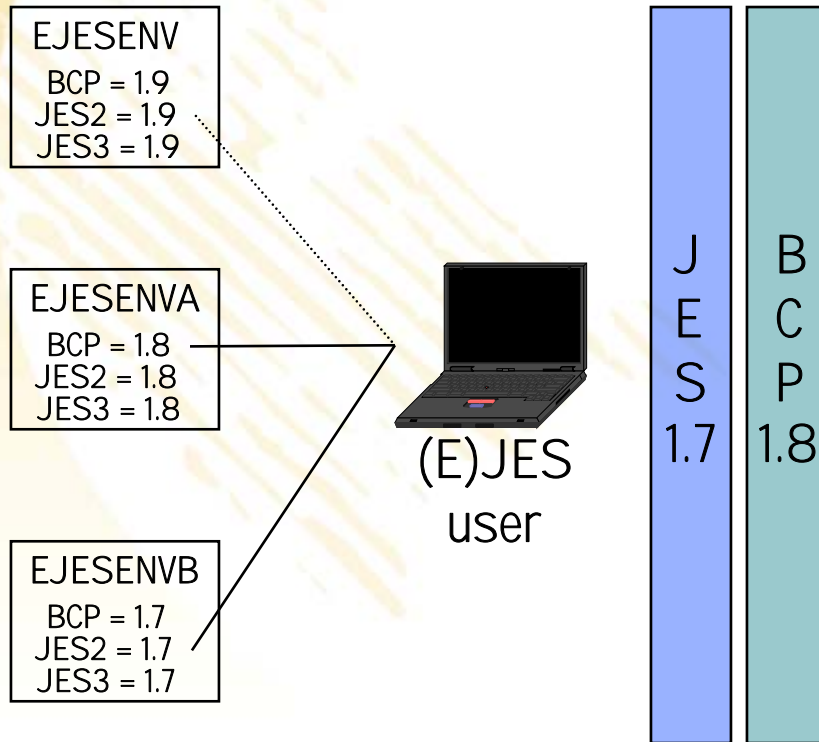 EJESENV
BCP = 1.9
JES2 = 1.9
JES3 = 1.9
EJESENVA
BCP = 1.8
JES2 = 1.8
JES3 = 1.8
EJESENVB
BCP = 1.7
JES2 = 1.7
JES3 = 1.7
(E)JES
user
J
E
S
1.7
B
C
P
1.8